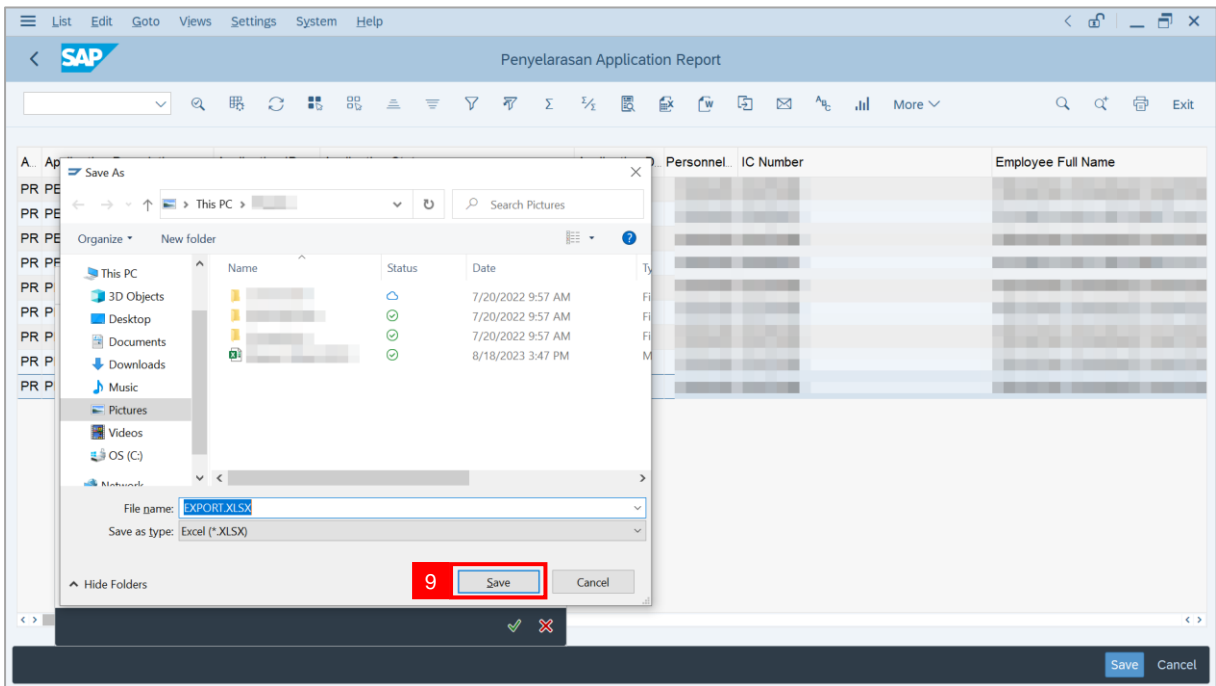 List Edit Goto Views Settings System Help
SAP Penyelarasan Application Report
More Exit
A.. Personnel... IC Number Employee Full Name
Save As
PR PE
This PC Search Pictures
PR PE
Organize New folder
PR PE
Name Status Date Ty
PR PE
This PC
PR P
3D Objects 7/20/2022 9:57 AM Fi
PR P
Desktop 7/20/2022 9:57 AM Fi
PR P
Documents 7/20/2022 9:57 AM Fi
PR P
Downloads 8/18/2023 3:47 PM M
PR P
Music
Pictures
Videos
OS (C:)
Network
File name: EXPORT.XLSX
Save as type: Excel (*.XLSX)
Hide Folders 9 Save Cancel
Save Cancel